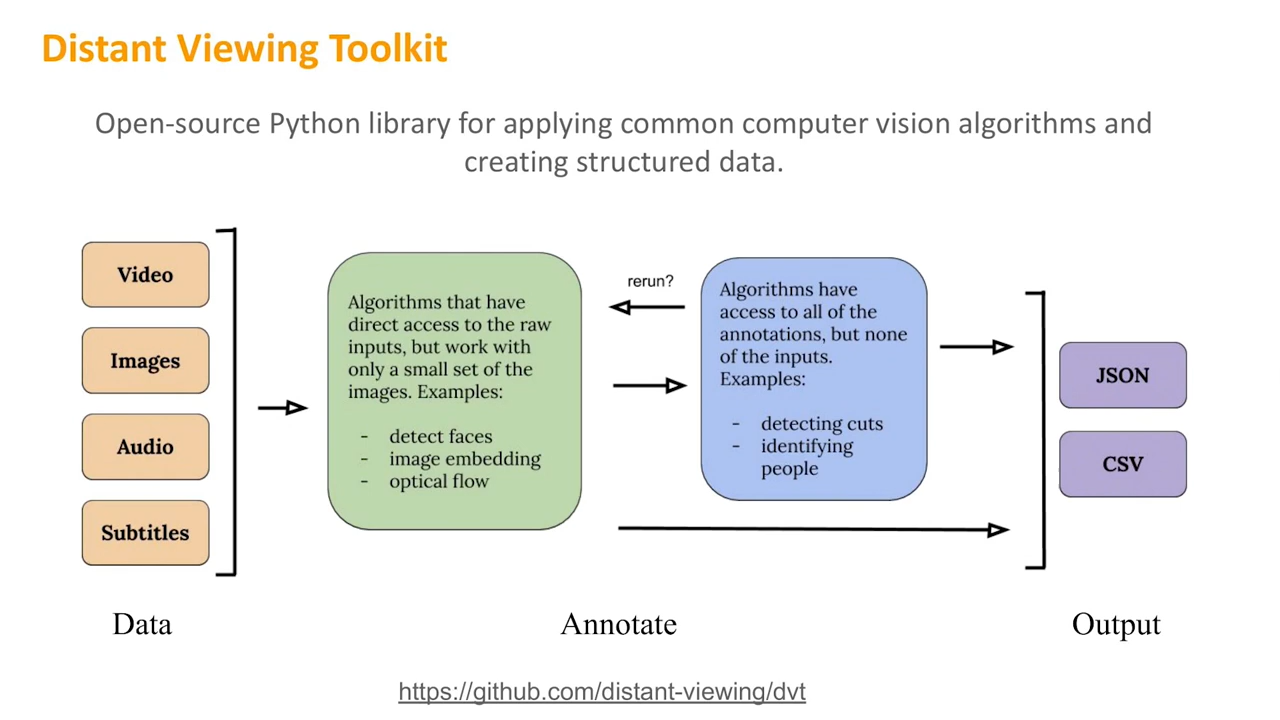 Distant Viewing Toolkit
Open-source Python library for applying common computer vision algorithms and
creating structured data.
Video
Images
Audio
Subtitles
Algorithms that have
direct access to the raw
inputs, but work with
only a small set of the
images. Examples:
- detect faces
- image embedding
- optical flow
rerun?
Algorithms have
access to all of the
annotations, but none
of the inputs.
Examples:
- detecting cuts
- identifying
people
JSON
CSV
Data
Annotate
Output
https://github.com/distant-viewing/dvt